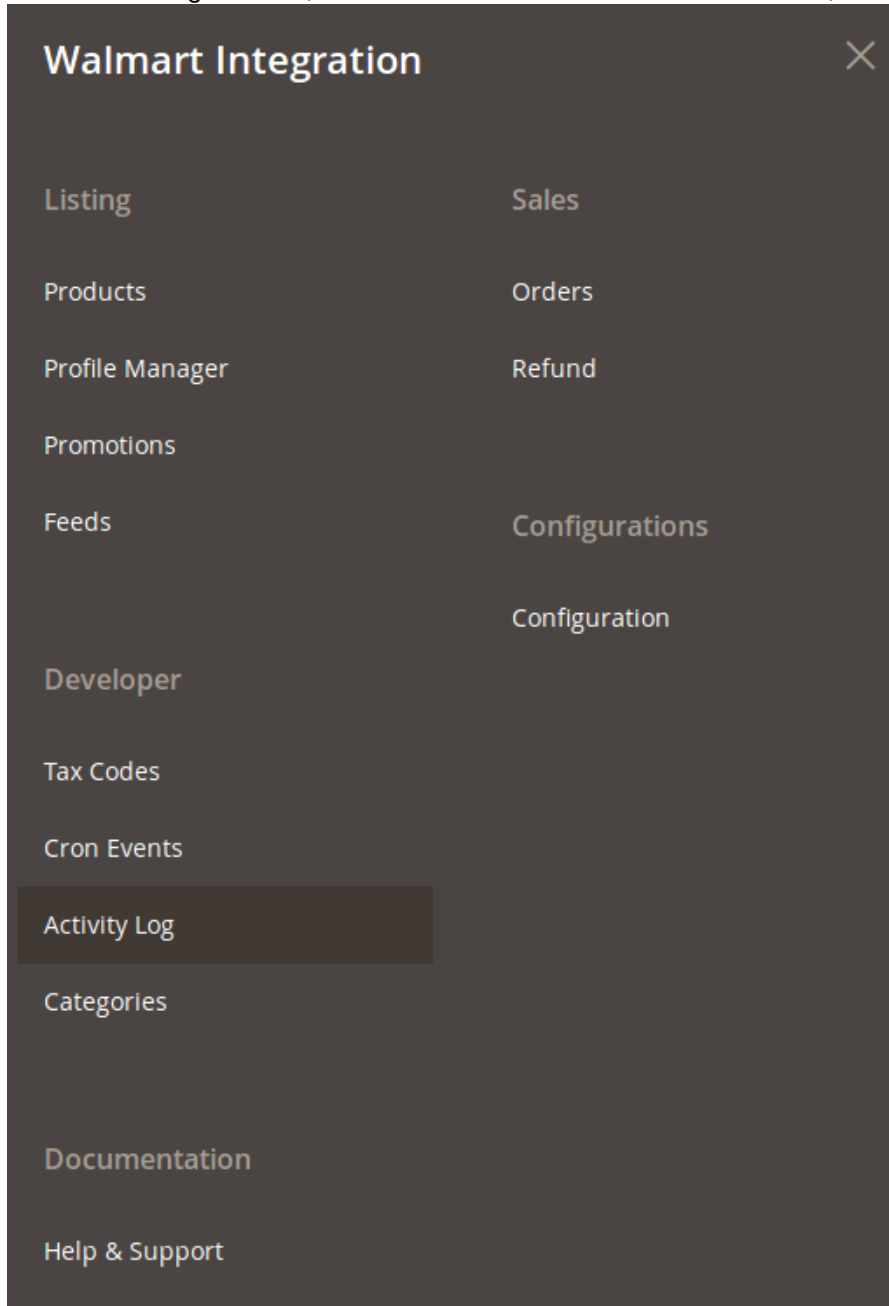 Walmart Integration
Listing
Products
Profile Manager
Promotions
Feeds
Developer
Tax Codes
Cron Events
Activity Log
Categories
Documentation
Help & Support
Sales
Orders
Refund
Configurations
Configuration